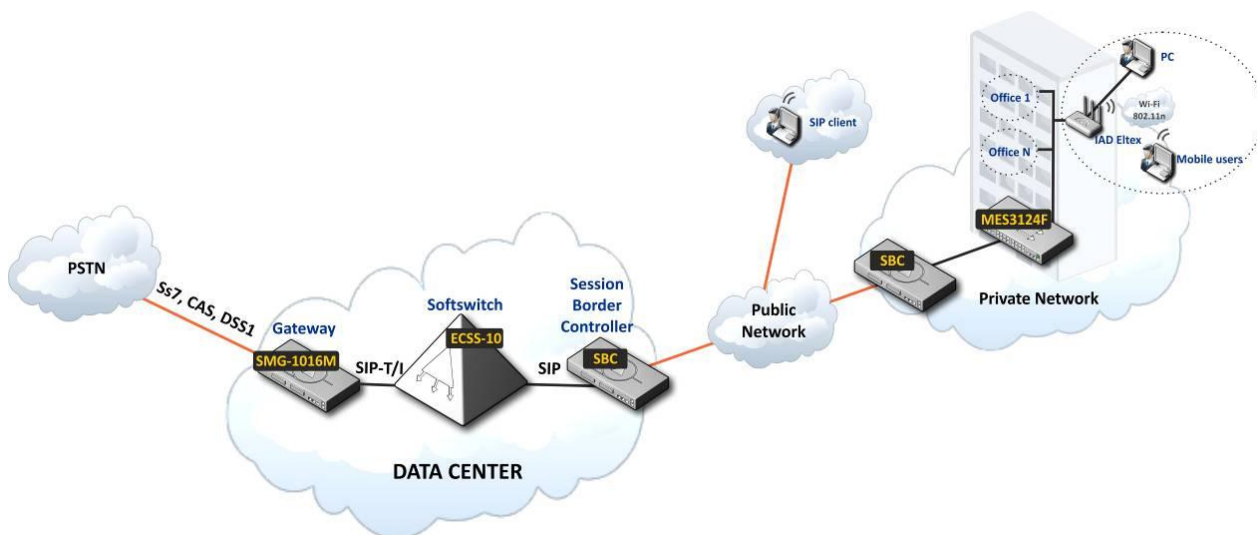 PSTN
Ss7, CAS, DSS1
Gateway
SMG-1016M
SIP-T/I
Softswitch
ECSS-10
SIP
Session
Border
Controller
SBC
DATA CENTER
SIP client
Public
Network
SBC
Private Network
MES3124F
Office 1
Office N
PC
Wi-Fi
802.11n
IAD Eltex
Mobile users